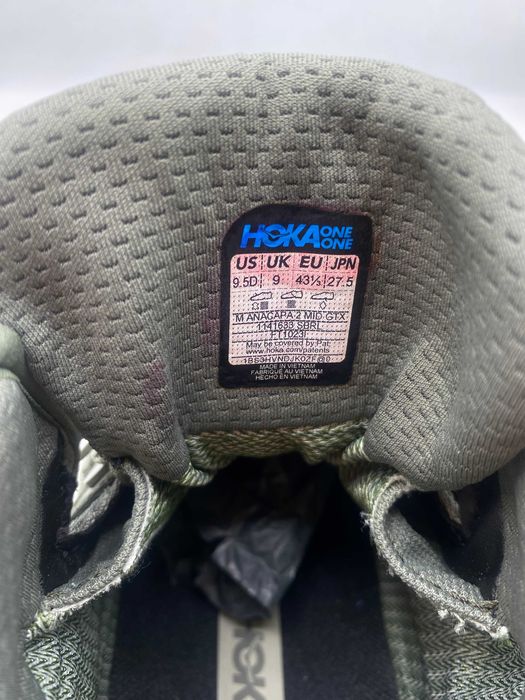 HOKA ONE ONE
US UK EU JPN
9.5D 9 43⅓ 27.5
M ANACAPA 2 MID GTX
1141633 SBRL
FT1023I
May be covered by Pat.
www.hoka.com/patents
MADE IN VIETNAM
FABRIQUÉ AU VIETNAM
HECHO EN VIETNAM
HOK